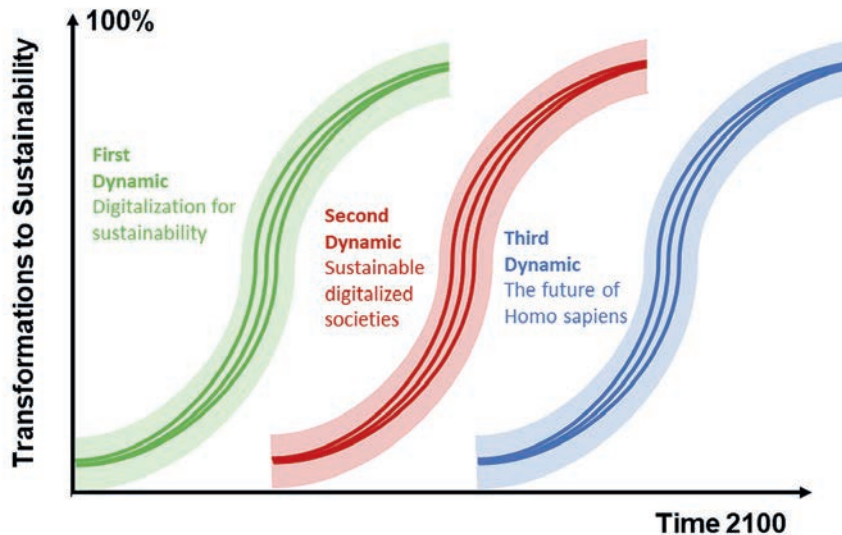 Transformations to Sustainability
100%
First
Dynamic
Digitalization for
sustainability
Second
Dynamic
Sustainable
digitalized
societies
Third
Dynamic
The future of
Homo sapiens
Time 2100